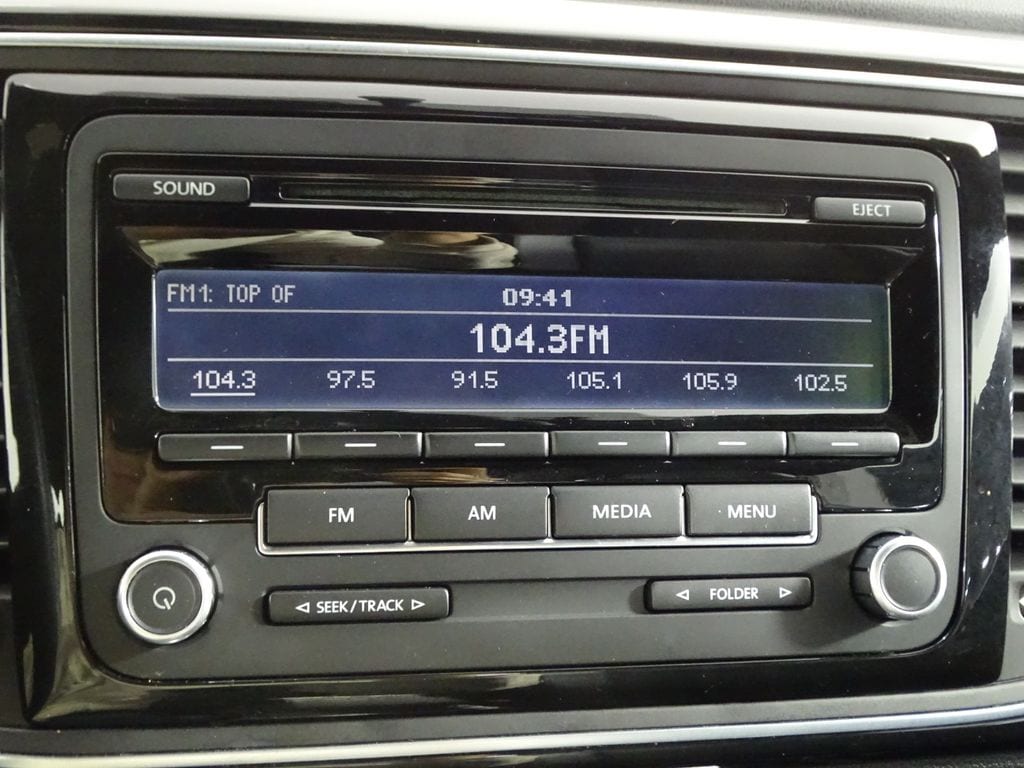 SOUND
EJECT
FM1: TOP OF 09:41
104.3FM
104.3 97.5 91.5 105.1 105.9 102.5
FM AM MEDIA MENU
◁ SEEK/TRACK ▷ ◁ FOLDER ▷